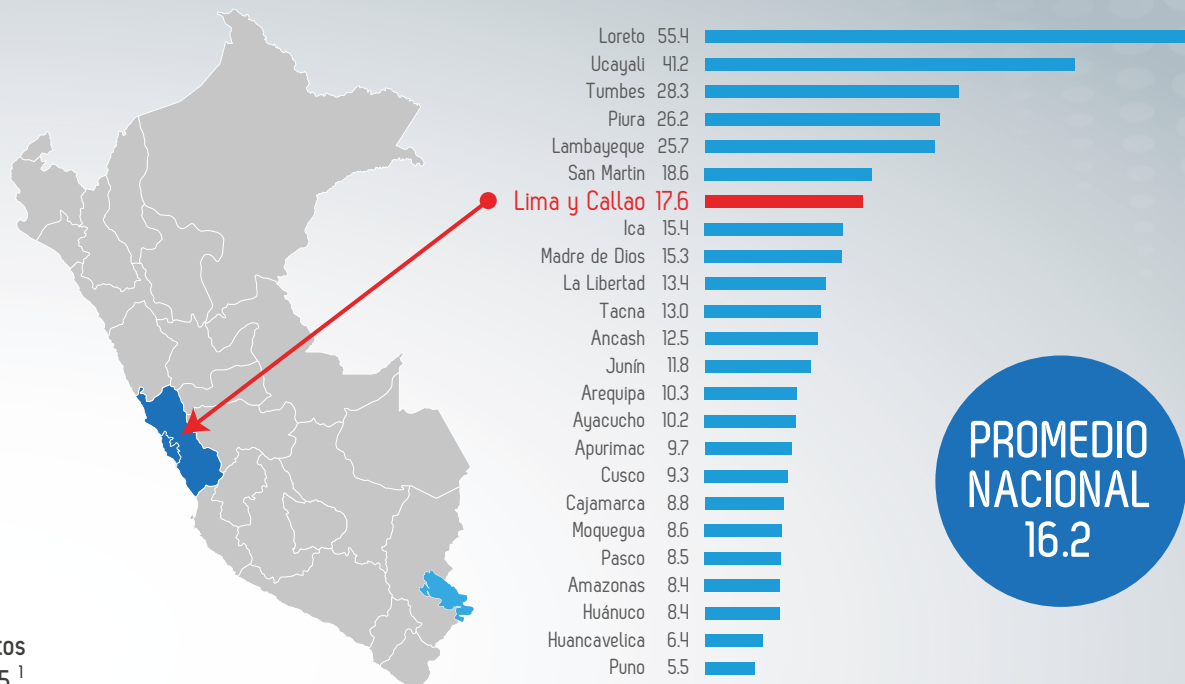 Loreto 55.4
Ucayali 41.2
Tumbes 28.3
Piura 26.2
Lambayeque 25.7
San Martin 18.6
Lima y Callao 17.6
Ica 15.4
Madre de Dios 15.3
La Libertad 13.4
Tacna 13.0
Ancash 12.5
Junín 11.8
Arequipa 10.3
Ayacucho 10.2
Apurimac 9.7
Cusco 9.3
Cajamarca 8.8
Moquegua 8.6
Pasco 8.5
Amazonas 8.4
Huánuco 8.4
Huancavelica 6.4
Puno 5.5
PROMEDIO
NACIONAL
16.2